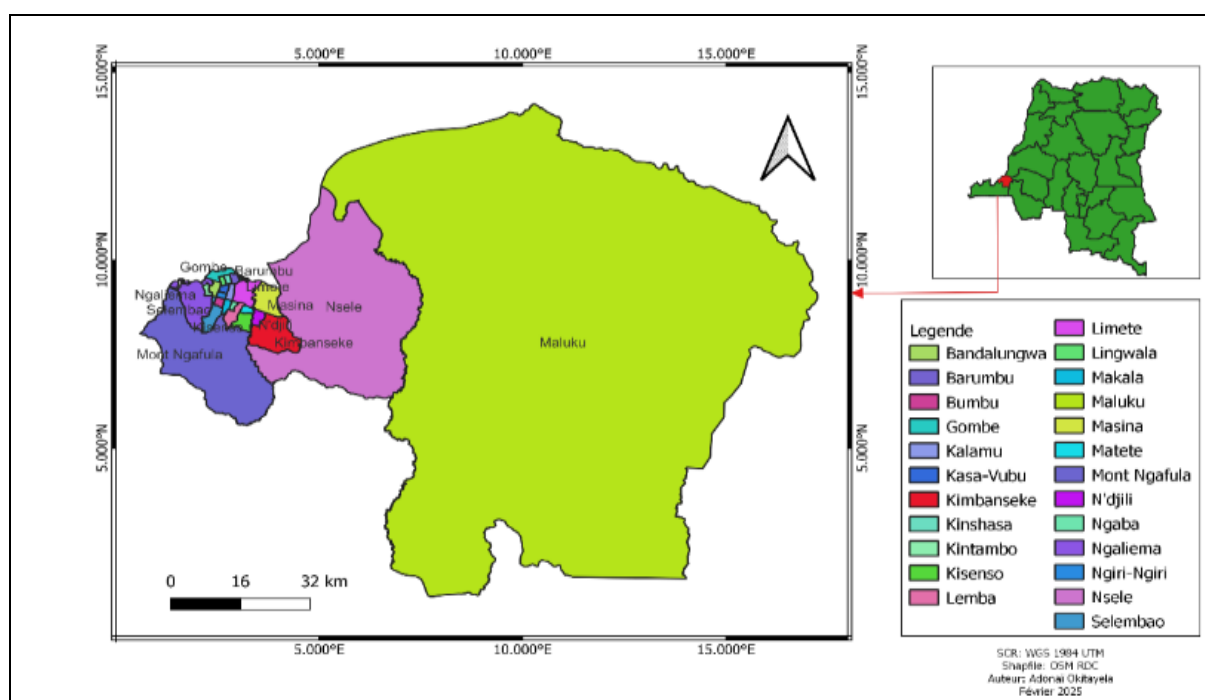 5.000°E 10.000°E 15.000°E
15.000°N 15.000°N
10.000°N 10.000°N
5.000°N 5.000°N
Gombe Barumbu
Ngaliema Limete
Selembao Masina Nsele
Kisenso N'djili
Mont Ngafula Kimbanseke Maluku
0 16 32 km
5.000°E 10.000°E 15.000°E
Legende
Bandalungwa
Barumbu
Bumbu
Gombe
Kalamu
Kasa-Vubu
Kimbanseke
Kinshasa
Kintambo
Kisenso
Lemba
Limete
Lingwala
Makala
Maluku
Masina
Matete
Mont Ngafula
N'djili
Ngaba
Ngaliema
Ngiri-Ngiri
Nsele
Selembao
SCR: WGS 1984 UTM
Shapfile: OSM RDC
Auteur: Adonai Okitayela
Février 2025